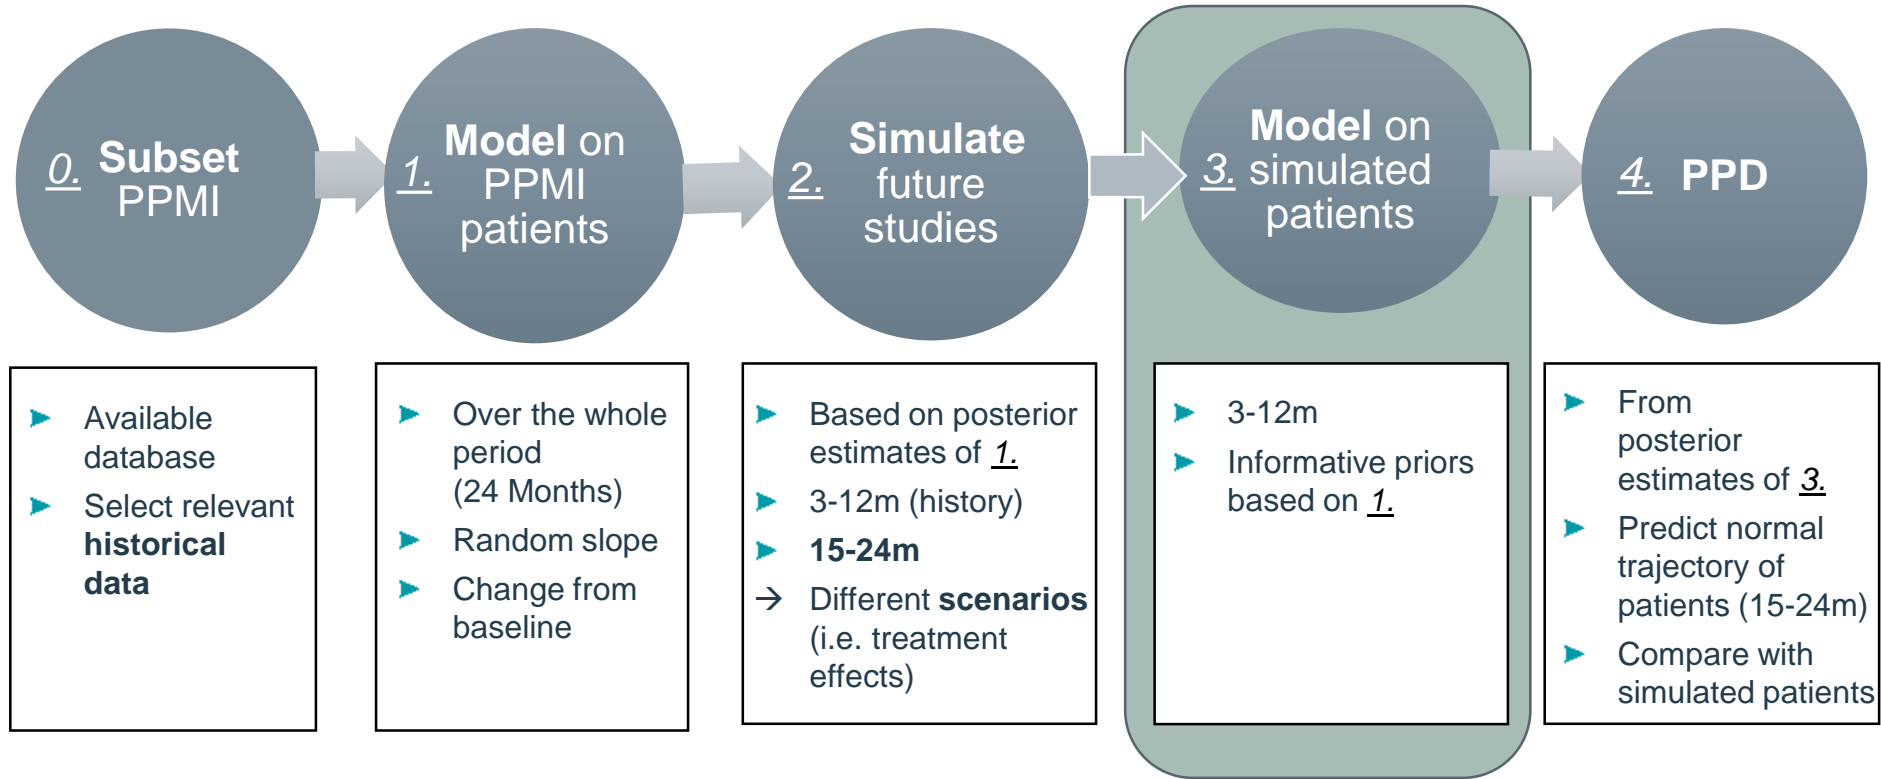 0. Subset
PPMI
1. Model on
PPMI
patients
2. Simulate
future
studies
3. Model on
simulated
patients
4. PPD
Available
database
Select relevant
historical
data
Over the whole
period
(24 Months)
Random slope
Change from
baseline
Based on posterior
estimates of 1.
3-12m (history)
15-24m
→ Different scenarios
(i.e. treatment
effects)
3-12m
Informative priors
based on 1.
From
posterior
estimates of 3.
Predict normal
trajectory of
patients (15-24m)
Compare with
simulated patients